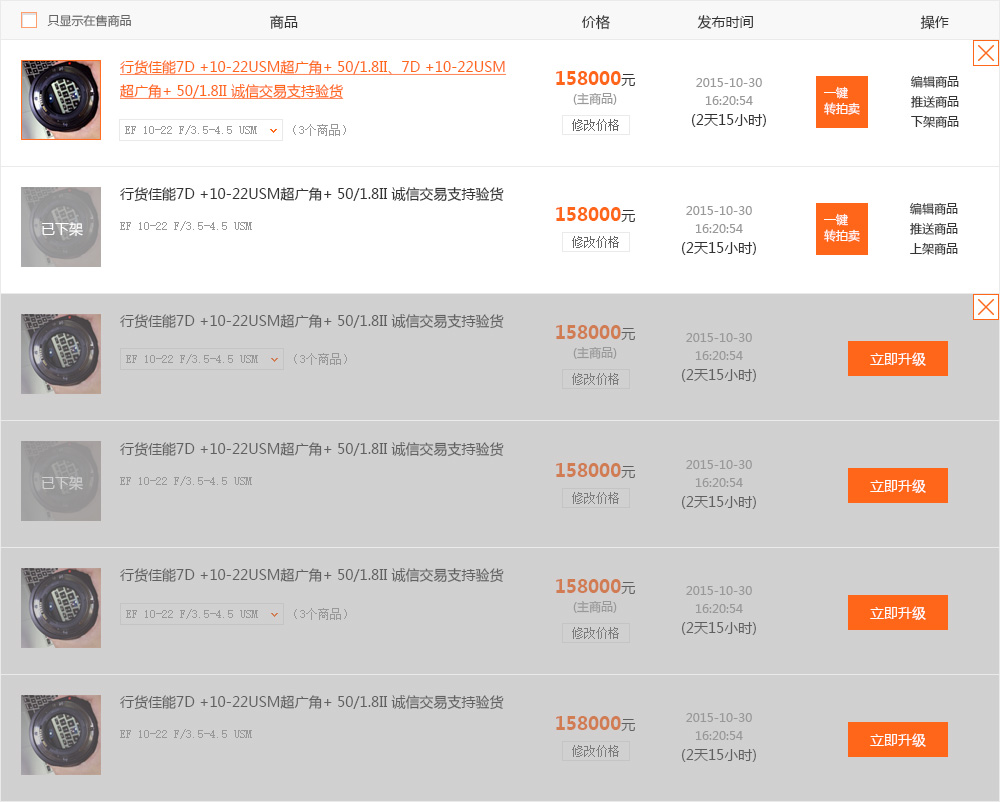 只显示在售商品 商品 价格 发布时间 操作
行货佳能7D +10-22USM超广角+ 50/1.8II、7D +10-22USM
超广角+ 50/1.8II 诚信交易支持验货
EF 10-22 F/3.5-4.5 USM （3个商品）
158000元
(主商品)
修改价格
2015-10-30
16:20:54
(2天15小时)
一键
转拍卖
编辑商品
推送商品
下架商品
已下架
行货佳能7D +10-22USM超广角+ 50/1.8II 诚信交易支持验货
EF 10-22 F/3.5-4.5 USM
158000元
修改价格
2015-10-30
16:20:54
(2天15小时)
一键
转拍卖
编辑商品
推送商品
上架商品
行货佳能7D +10-22USM超广角+ 50/1.8II 诚信交易支持验货
EF 10-22 F/3.5-4.5 USM （3个商品）
158000元
(主商品)
修改价格
2015-10-30
16:20:54
(2天15小时)
立即升级
已下架
行货佳能7D +10-22USM超广角+ 50/1.8II 诚信交易支持验货
EF 10-22 F/3.5-4.5 USM
158000元
修改价格
2015-10-30
16:20:54
(2天15小时)
立即升级
行货佳能7D +10-22USM超广角+ 50/1.8II 诚信交易支持验货
EF 10-22 F/3.5-4.5 USM （3个商品）
158000元
(主商品)
修改价格
2015-10-30
16:20:54
(2天15小时)
立即升级
行货佳能7D +10-22USM超广角+ 50/1.8II 诚信交易支持验货
EF 10-22 F/3.5-4.5 USM
158000元
修改价格
2015-10-30
16:20:54
(2天15小时)
立即升级